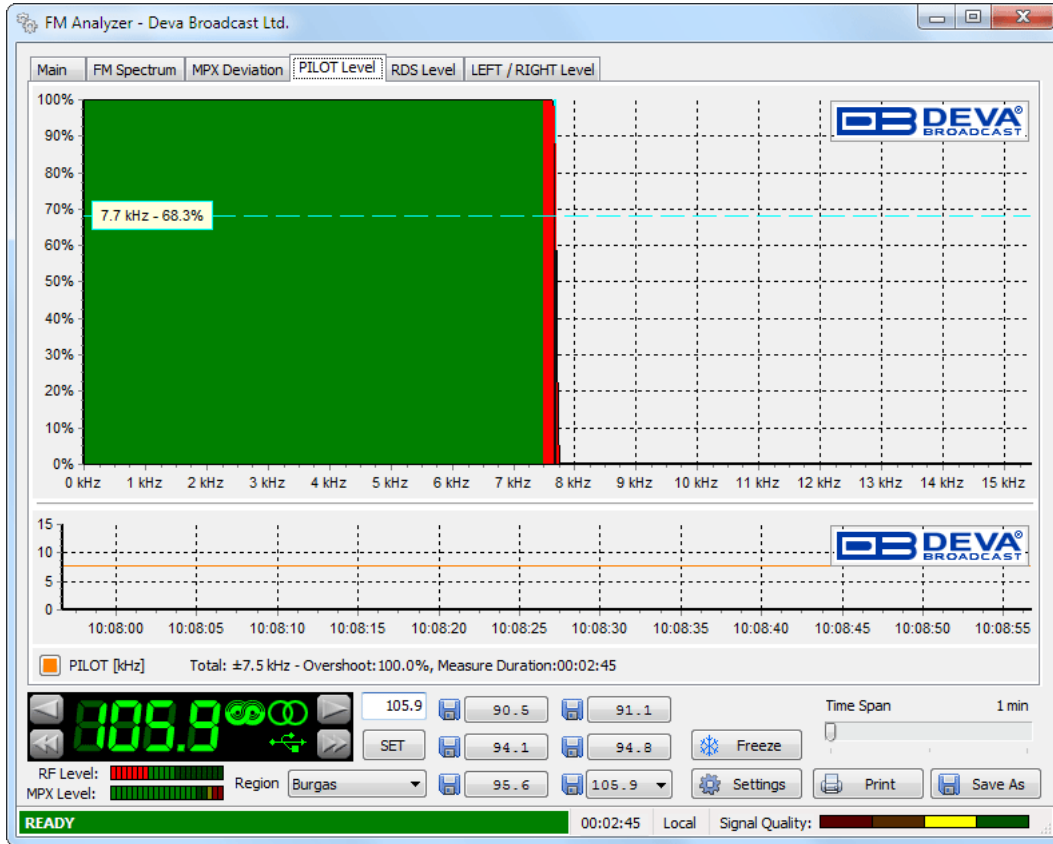 FM Analyzer - Deva Broadcast Ltd.
Main FM Spectrum MPX Deviation PILOT Level RDS Level LEFT / RIGHT Level
100%
DEVA®
BROADCAST
90%
80%
70%
7.7 kHz - 68.3%
60%
50%
40%
30%
20%
10%
0%
0 kHz 1 kHz 2 kHz 3 kHz 4 kHz 5 kHz 6 kHz 7 kHz 8 kHz 9 kHz 10 kHz 11 kHz 12 kHz 13 kHz 14 kHz 15 kHz
15
DEVA®
BROADCAST
10
5
0
10:08:00 10:08:05 10:08:10 10:08:15 10:08:20 10:08:25 10:08:30 10:08:35 10:08:40 10:08:45 10:08:50 10:08:55
PILOT [kHz] Total: ±7.5 kHz - Overshoot:100.0%, Measure Duration:00:02:45
105.9 105.9 90.5 91.1 Time Span 1 min
SET 94.1 94.8 Freeze
RF Level:
MPX Level:
Region Burgas 95.6 105.9 Settings Print Save As
READY 00:02:45 Local Signal Quality: